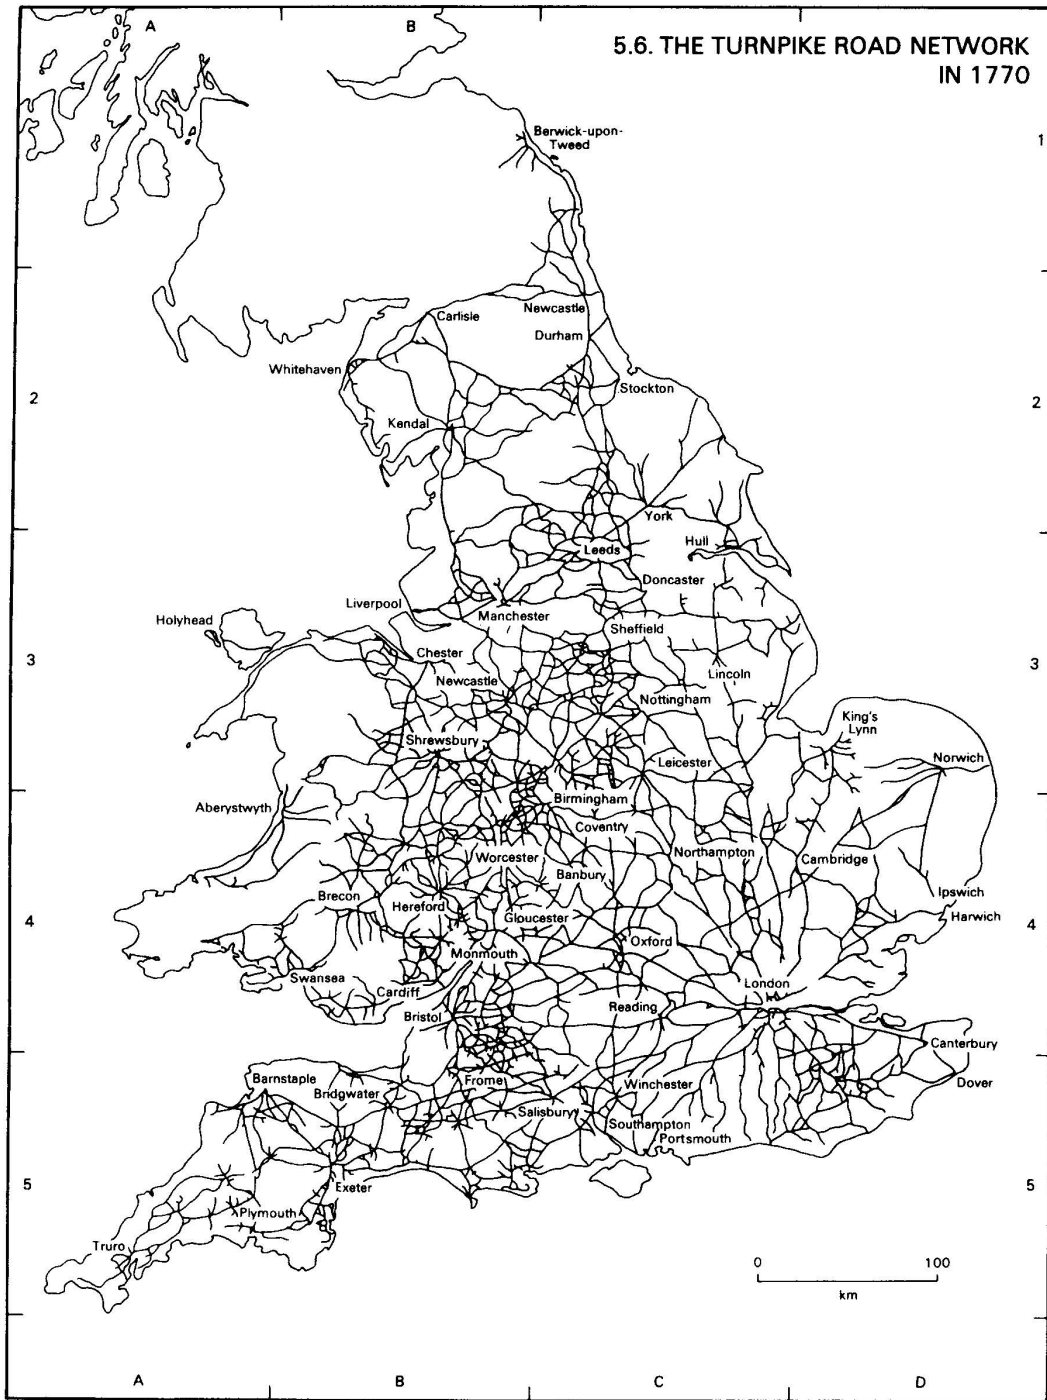 A
B
5.6. THE TURNPIKE ROAD NETWORK
IN 1770
Berwick-upon-
Tweed
1
Newcastle
Carlisle
Durham
Whitehaven
Stockton
2
2
Kendal
York
Hull
Leeds
Doncaster
Liverpool
Manchester
Holyhead
Sheffield
Chester
3
3
Lincoln
Newcastle
Nottingham
King's
Lynn
Shrewsbury
Norwich
Leicester
Birmingham
Aberystwyth
Coventry
Northampton
Worcester
Cambridge
Banbury
Ipswich
Brecon
Hereford
Gloucester
Harwich
4
4
Oxford
Monmouth
Swansea
London
Cardiff
Reading
Bristol
Canterbury
Frome
Winchester
Dover
Barnstaple
Bridgwater
Salisbury
Southampton
Portsmouth
5
5
Exeter
Plymouth
Truro
0 100
km
A
B
C
D